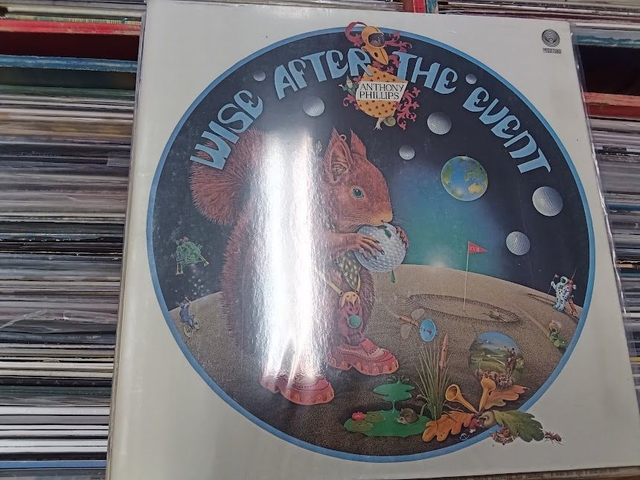 WISE AFTER THE EVENT
ANTHONY
PHILLIPS